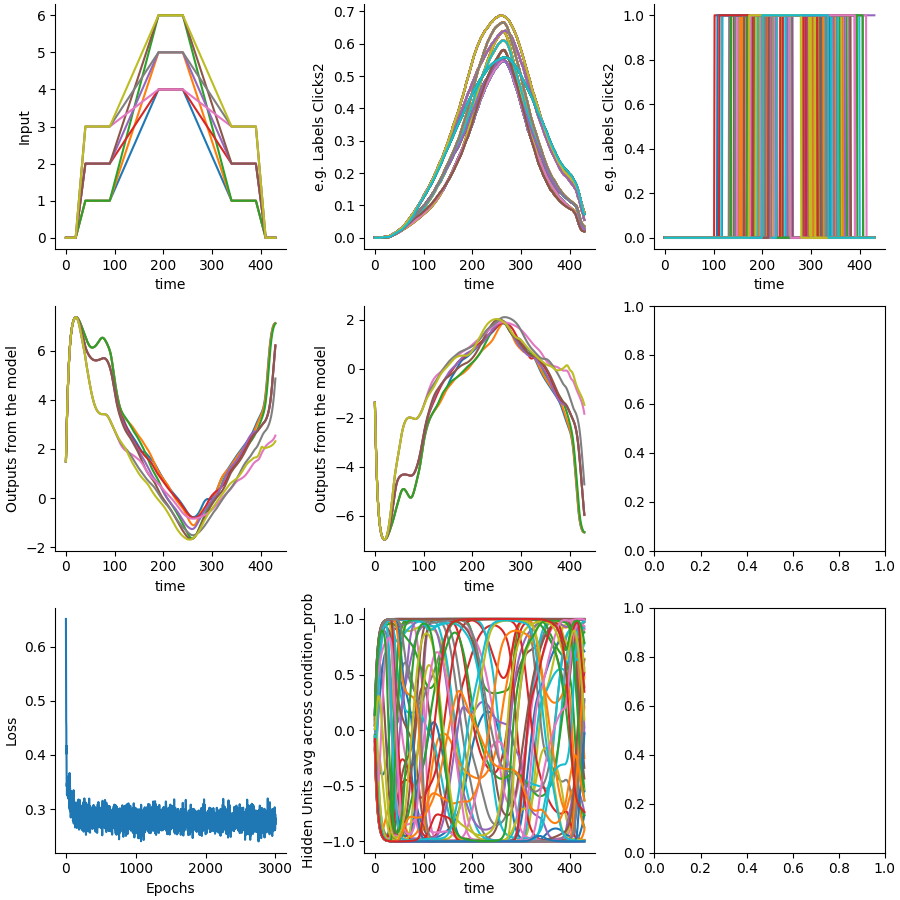 6
5
4
3
2
1
0
Input
0 100 200 300 400
time
0.7
0.6
0.5
0.4
0.3
0.2
0.1
0.0
e.g. Labels Clicks2
0 100 200 300 400
time
1.0
0.8
0.6
0.4
0.2
0.0
e.g. Labels Clicks2
0 100 200 300 400
time
6
4
2
0
−2
Outputs from the model
0 100 200 300 400
time
2
0
−2
−4
−6
Outputs from the model
0 100 200 300 400
time
1.0
0.8
0.6
0.4
0.2
0.0
0.0 0.2 0.4 0.6 0.8 1.0
0.6
0.5
0.4
0.3
Loss
0 1000 2000 3000
Epochs
1.0
0.5
0.0
−0.5
−1.0
Hidden Units avg across condition_prob
0 100 200 300 400
time
1.0
0.8
0.6
0.4
0.2
0.0
0.0 0.2 0.4 0.6 0.8 1.0